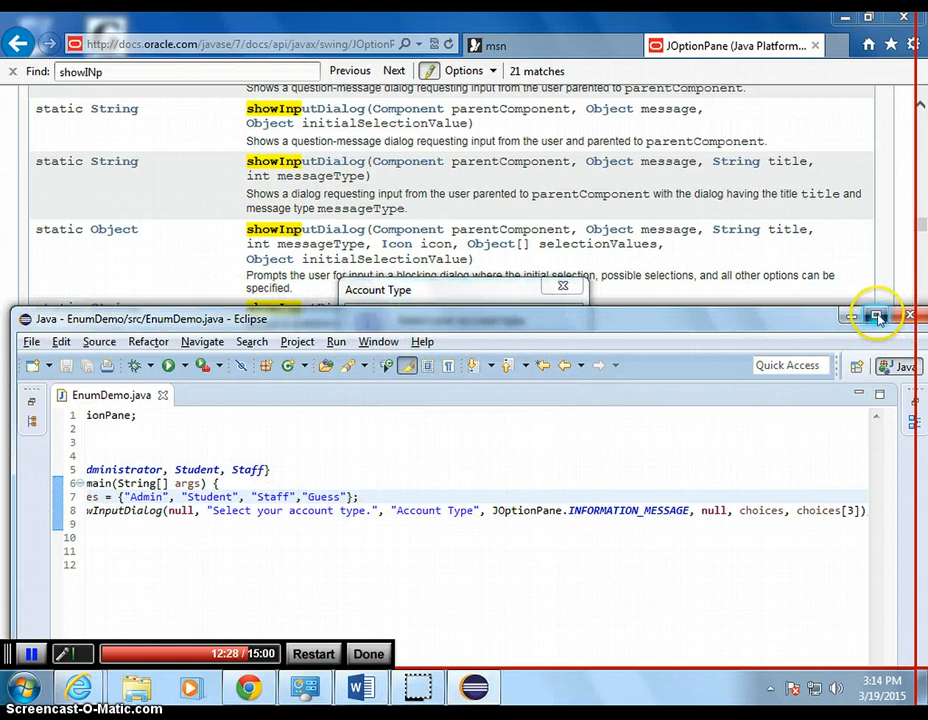 http://docs.oracle.com/javase/7/docs/api/javax/swing/JOptionP
msn
JOptionPane (Java Platform...
Find: showINp
Previous Next Options 21 matches
Shows a question-message dialog requesting input from the user parented to parentComponent.
static String showInputDialog(Component parentComponent, Object message,
Object initialSelectionValue)
Shows a question-message dialog requesting input from the user and parented to parentComponent.
static String showInputDialog(Component parentComponent, Object message, String title,
int messageType)
Shows a dialog requesting input from the user parented to parentComponent with the dialog having the title title and
message type messageType.
static Object showInputDialog(Component parentComponent, Object message, String title,
int messageType, Icon icon, Object[] selectionValues,
Object initialSelectionValue)
Prompts the user for input in a blocking dialog where the initial selection, possible selections, and all other options can be
specified.
Account Type
Java - EnumDemo/src/EnumDemo.java - Eclipse
File Edit Source Refactor Navigate Search Project Run Window Help
Quick Access
Java
EnumDemo.java
1 ionPane;
2
3
4
5 dministrator, Student, Staff}
6 main(String[] args) {
7 es = {"Admin", "Student", "Staff","Guess"};
8 wInputDialog(null, "Select your account type.", "Account Type", JOptionPane.INFORMATION_MESSAGE, null, choices, choices[3])
9
10
11
12
12:28 / 15:00
Restart
Done
3:14 PM
3/19/2015
Screencast-O-Matic.com